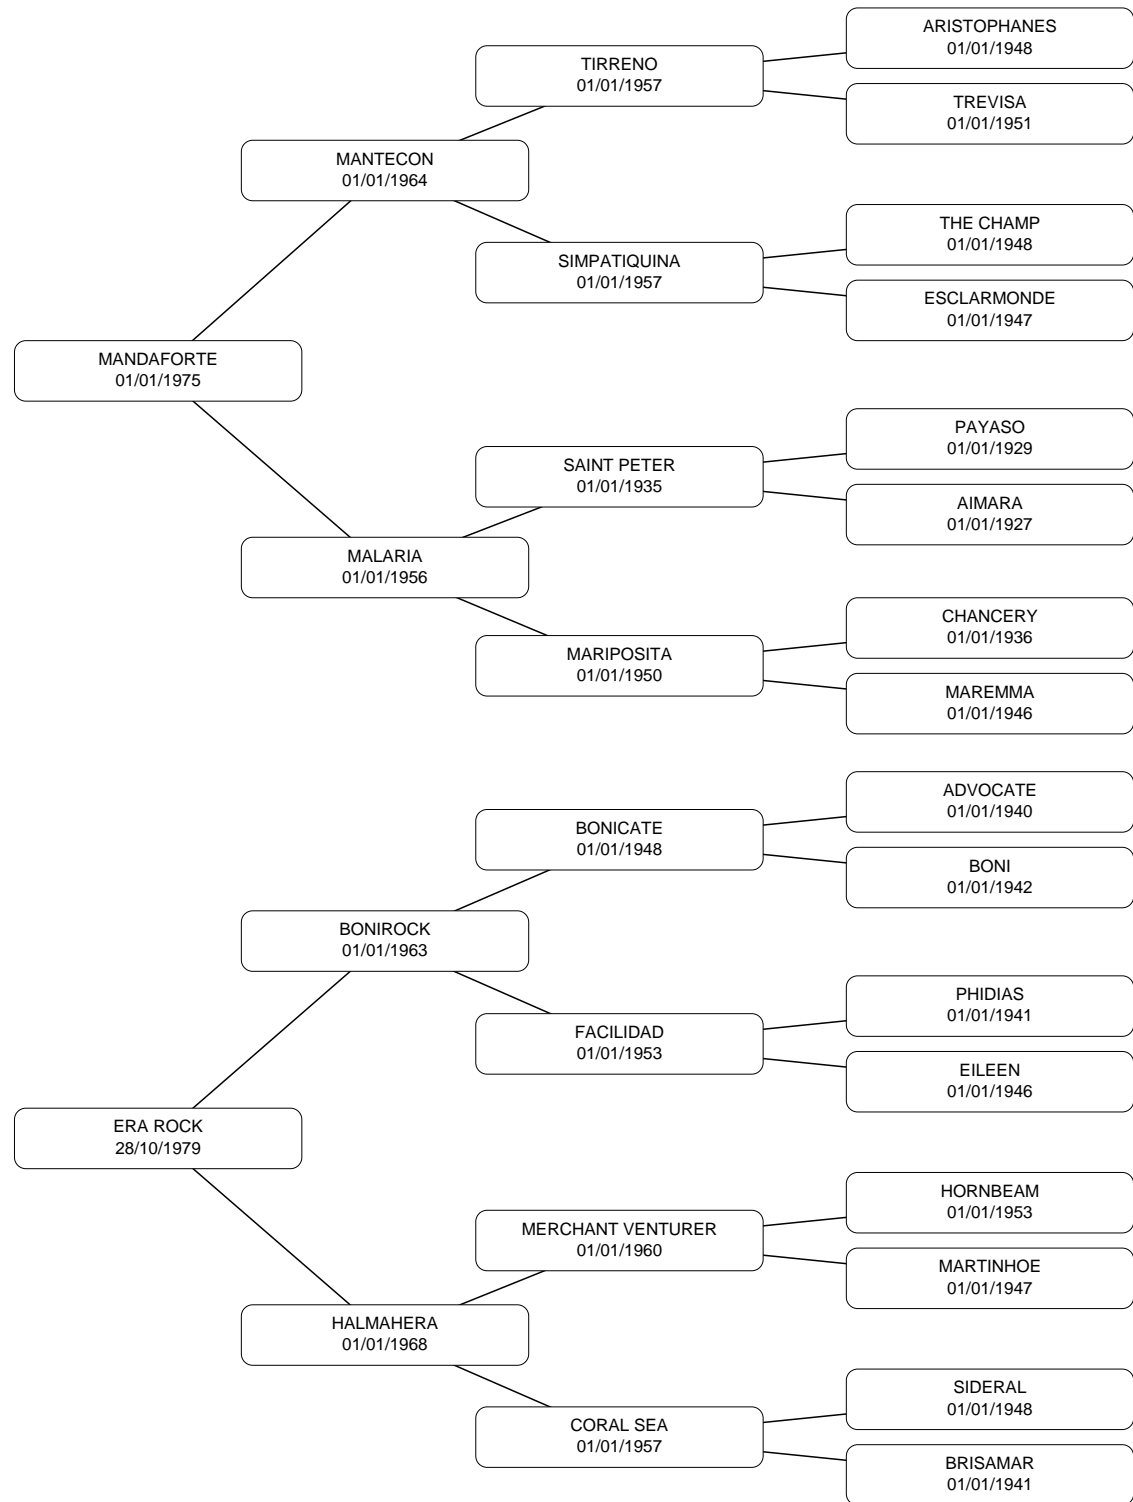 ARISTOPHANES
01/01/1948
TIRRENO
01/01/1957
TREVISA
01/01/1951
MANTECON
01/01/1964
THE CHAMP
01/01/1948
SIMPATIQUINA
01/01/1957
ESCLARMONDE
01/01/1947
MANDAFORTE
01/01/1975
PAYASO
01/01/1929
SAINT PETER
01/01/1935
AIMARA
01/01/1927
MALARIA
01/01/1956
CHANCERY
01/01/1936
MARIPOSITA
01/01/1950
MAREMMA
01/01/1946
ADVOCATE
01/01/1940
BONICATE
01/01/1948
BONI
01/01/1942
BONIROCK
01/01/1963
PHIDIAS
01/01/1941
FACILIDAD
01/01/1953
EILEEN
01/01/1946
ERA ROCK
28/10/1979
HORNBEAM
01/01/1953
MERCHANT VENTURER
01/01/1960
MARTINHOE
01/01/1947
HALMAHERA
01/01/1968
SIDERAL
01/01/1948
CORAL SEA
01/01/1957
BRISAMAR
01/01/1941